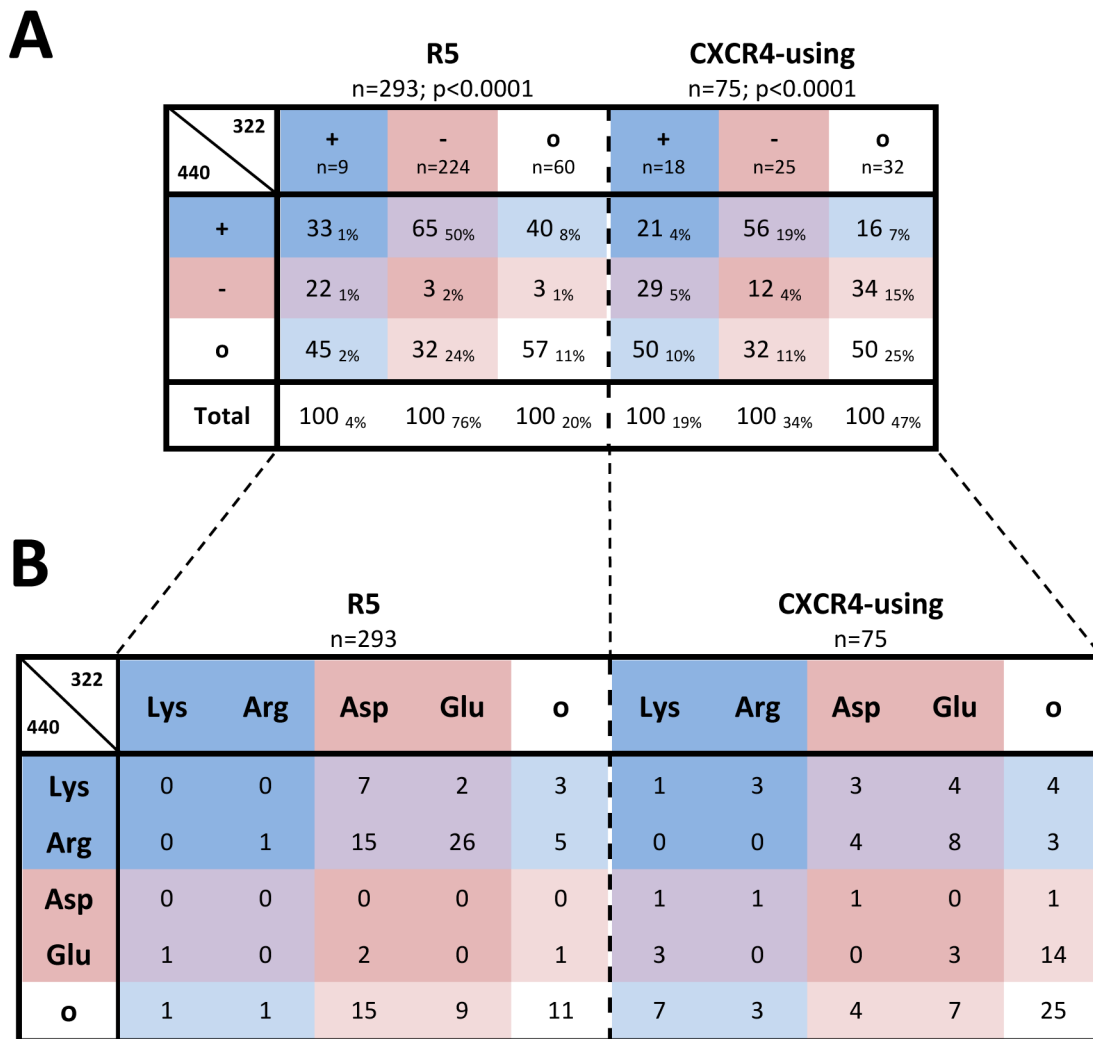 A
R5 CXCR4-using
n=293; p<0.0001 n=75; p<0.0001
322 + - o + - o
440 n=9 n=224 n=60 n=18 n=25 n=32
+ 33 1% 65 50% 40 8% 21 4% 56 19% 16 7%
- 22 1% 3 2% 3 1% 29 5% 12 4% 34 15%
o 45 2% 32 24% 57 11% 50 10% 32 11% 50 25%
Total 100 4% 100 76% 100 20% 100 19% 100 34% 100 47%
B
R5 CXCR4-using
n=293 n=75
322
440 Lys Arg Asp Glu o Lys Arg Asp Glu o
Lys 0 0 7 2 3 1 3 3 4 4
Arg 0 1 15 26 5 0 0 4 8 3
Asp 0 0 0 0 0 1 1 1 0 1
Glu 1 0 2 0 1 3 0 0 3 14
o 1 1 15 9 11 7 3 4 7 25